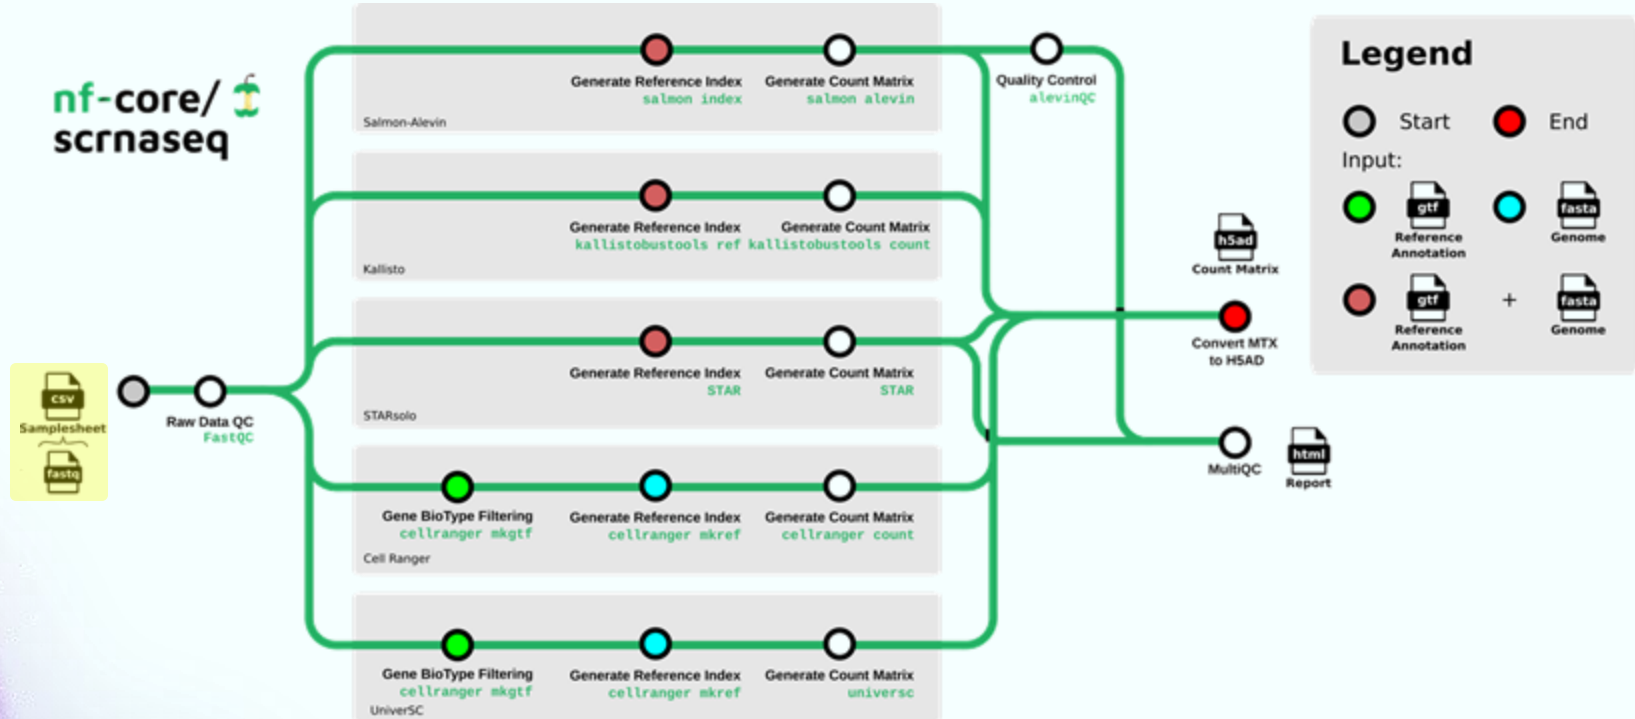 nf-core/
scrnaseq
csv
Samplesheet
fastq
Raw Data QC
FastQC
Generate Reference Index
salmon index
Generate Count Matrix
salmon alevin
Salmon-Alevin
Quality Control
alevinQC
Generate Reference Index
kallistobustools ref
Generate Count Matrix
kallistobustools count
Kallisto
Generate Reference Index
STAR
Generate Count Matrix
STAR
STARsolo
Gene BioType Filtering
cellranger mkgtf
Generate Reference Index
cellranger mkref
Generate Count Matrix
cellranger count
Cell Ranger
Gene BioType Filtering
cellranger mkgtf
Generate Reference Index
cellranger mkref
Generate Count Matrix
universc
UniverSC
h5ad
Count Matrix
Convert MTX
to H5AD
MultiQC
html
Report
Legend
Start
End
Input:
gtf
Reference
Annotation
fasta
Genome
gtf
Reference
Annotation
+
fasta
Genome